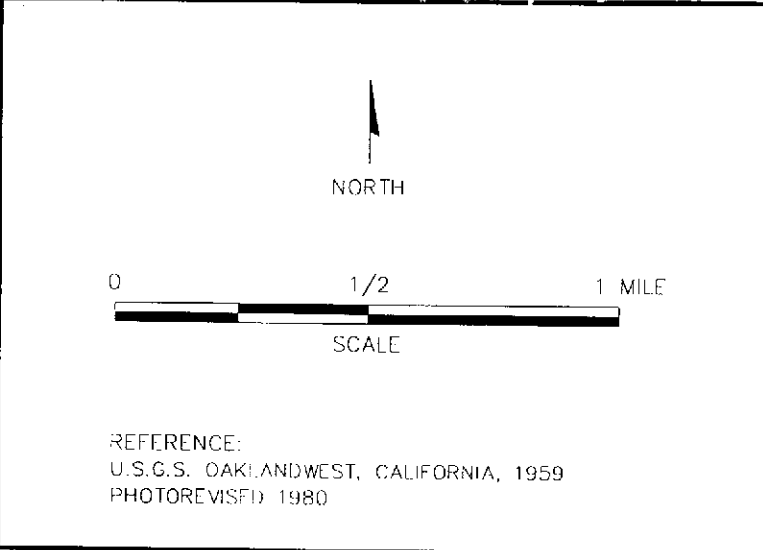 NORTH
0 1/2 1 MILE
SCALE
REFERENCE:
U.S.G.S. OAKLANDWEST, CALIFORNIA, 1959
PHOTOREVISED 1980